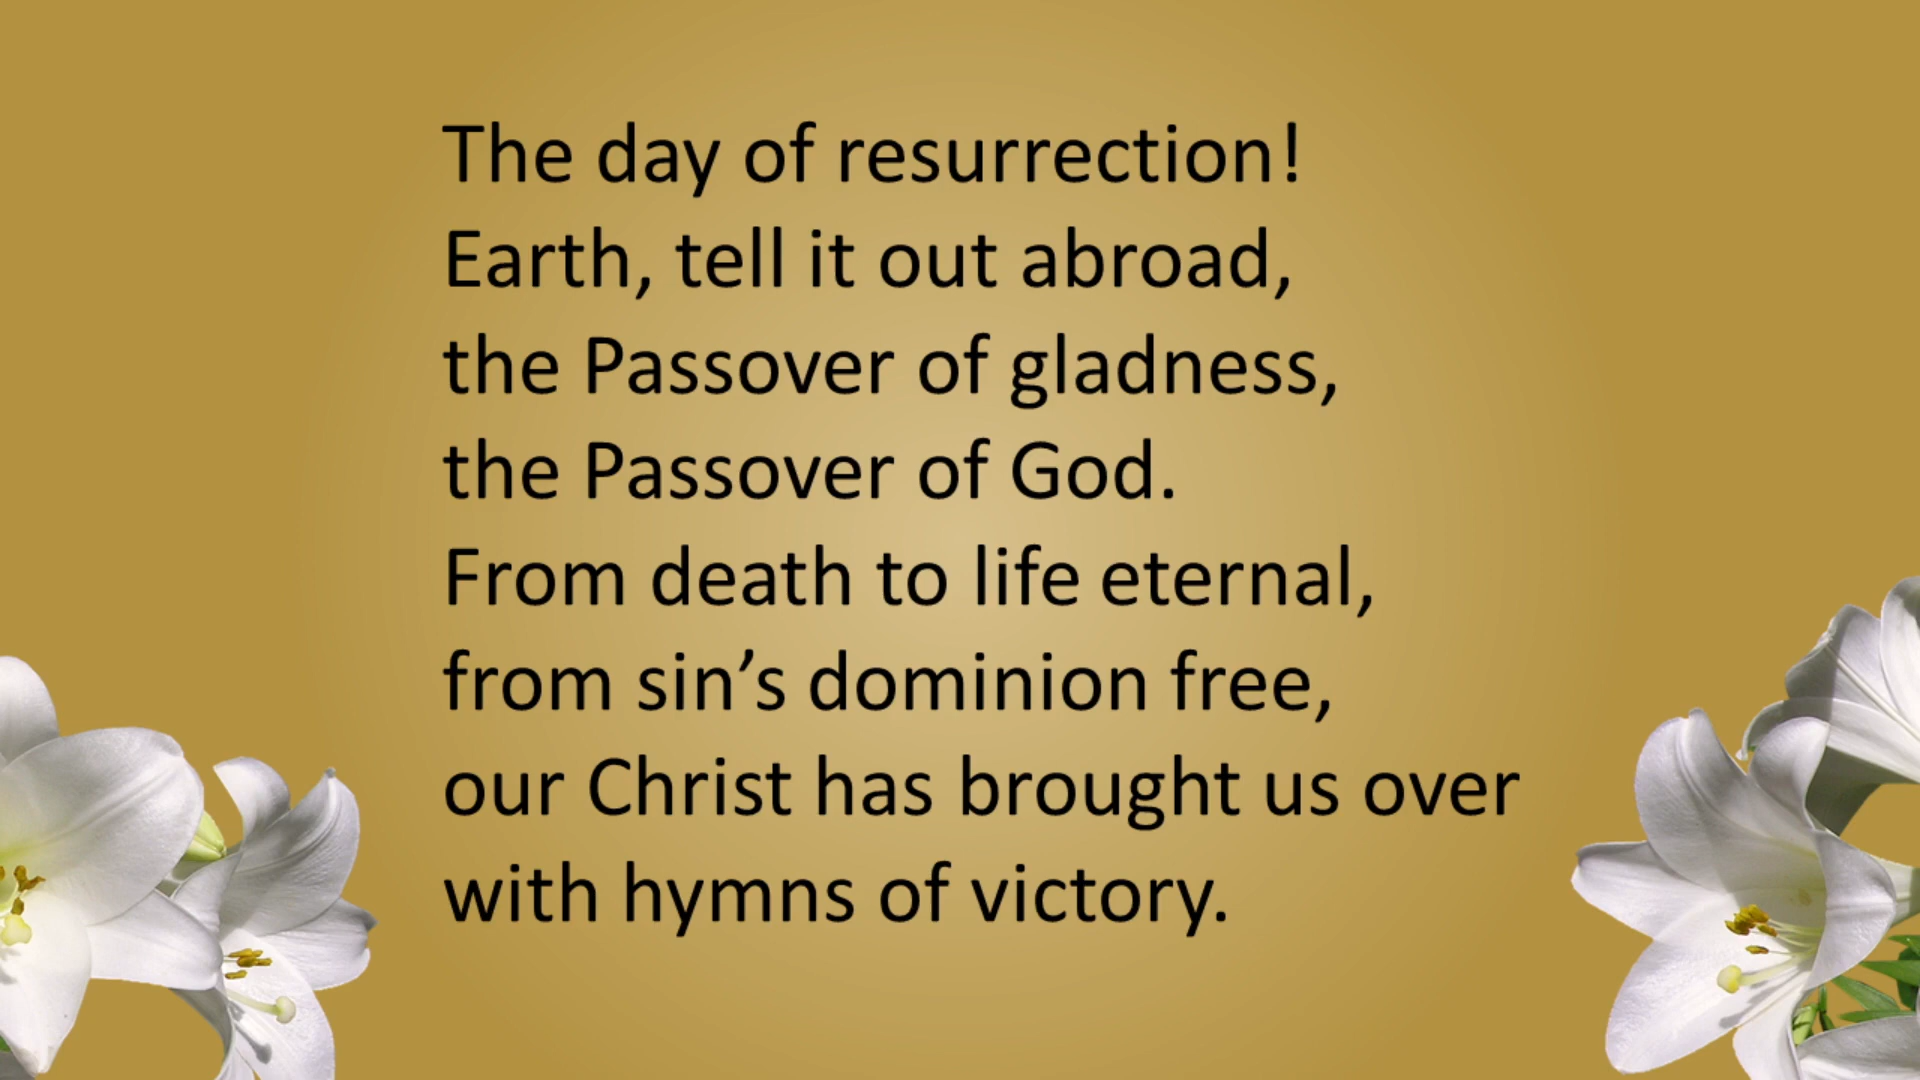 The day of resurrection!
Earth, tell it out abroad,
the Passover of gladness,
the Passover of God.
From death to life eternal,
from sin’s dominion free,
our Christ has brought us over
with hymns of victory.